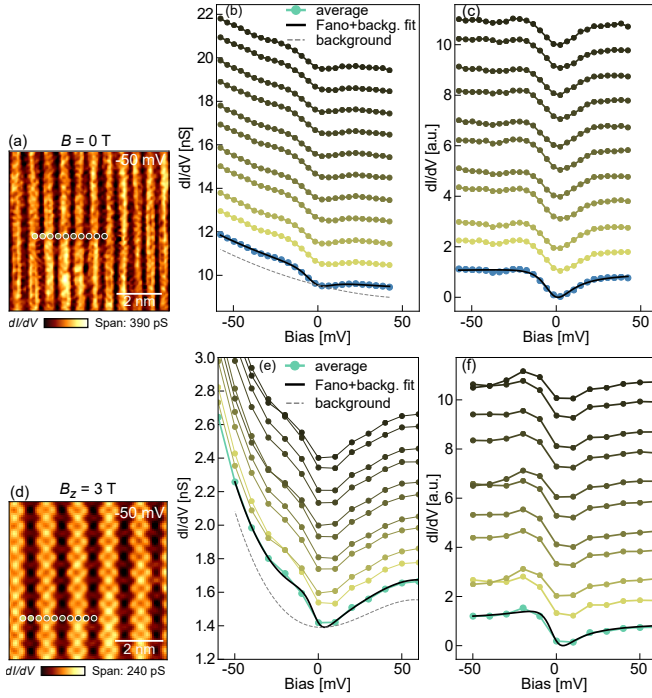 (a)
B = 0 T
-50 mV
2 nm
dI/dV
Span: 390 pS
(b)
average
Fano+backg. fit
background
dI/dV [nS]
22
20
18
16
14
12
10
-50
0
50
Bias [mV]
(c)
dI/dV [a.u.]
10
8
6
4
2
0
-50
0
50
Bias [mV]
(d)
Bz = 3 T
-50 mV
2 nm
dI/dV
Span: 240 pS
(e)
average
Fano+backg. fit
background
dI/dV [nS]
3.0
2.8
2.6
2.4
2.2
2.0
1.8
1.6
1.4
1.2
-50
0
50
Bias [mV]
(f)
dI/dV [a.u.]
10
8
6
4
2
0
-50
0
50
Bias [mV]